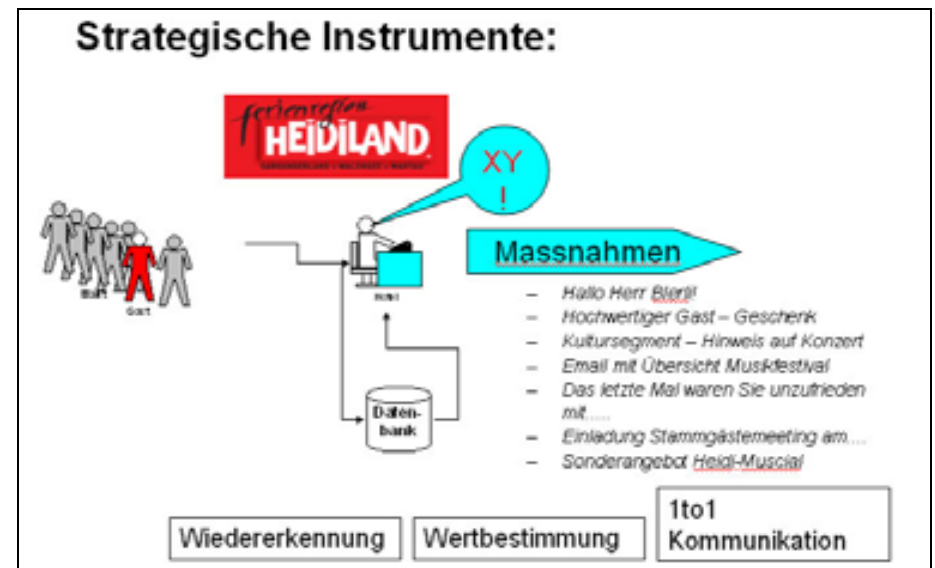 Strategische Instrumente:
ferienregion
HEIDILAND
XY
!
Massnahmen
Gast
Hotel
– Hallo Herr Bierli!
– Hochwertiger Gast – Geschenk
– Kultursegment – Hinweis auf Konzert
– Email mit Übersicht Musikfestival
– Das letzte Mal waren Sie unzufrieden
mit.....
– Einladung Stammgästemeeting am....
– Sonderangebot Heidi-Muscial
Daten-
bank
Wiedererkennung
Wertbestimmung
1to1
Kommunikation